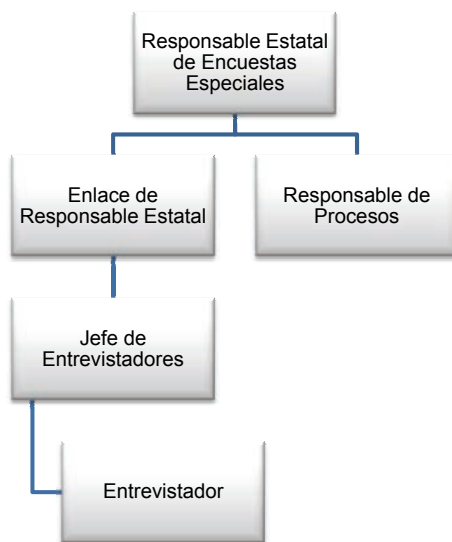 Responsable Estatal
de Encuestas
Especiales
Enlace de
Responsable Estatal
Responsable de
Procesos
Jefe de
Entrevistadores
Entrevistador